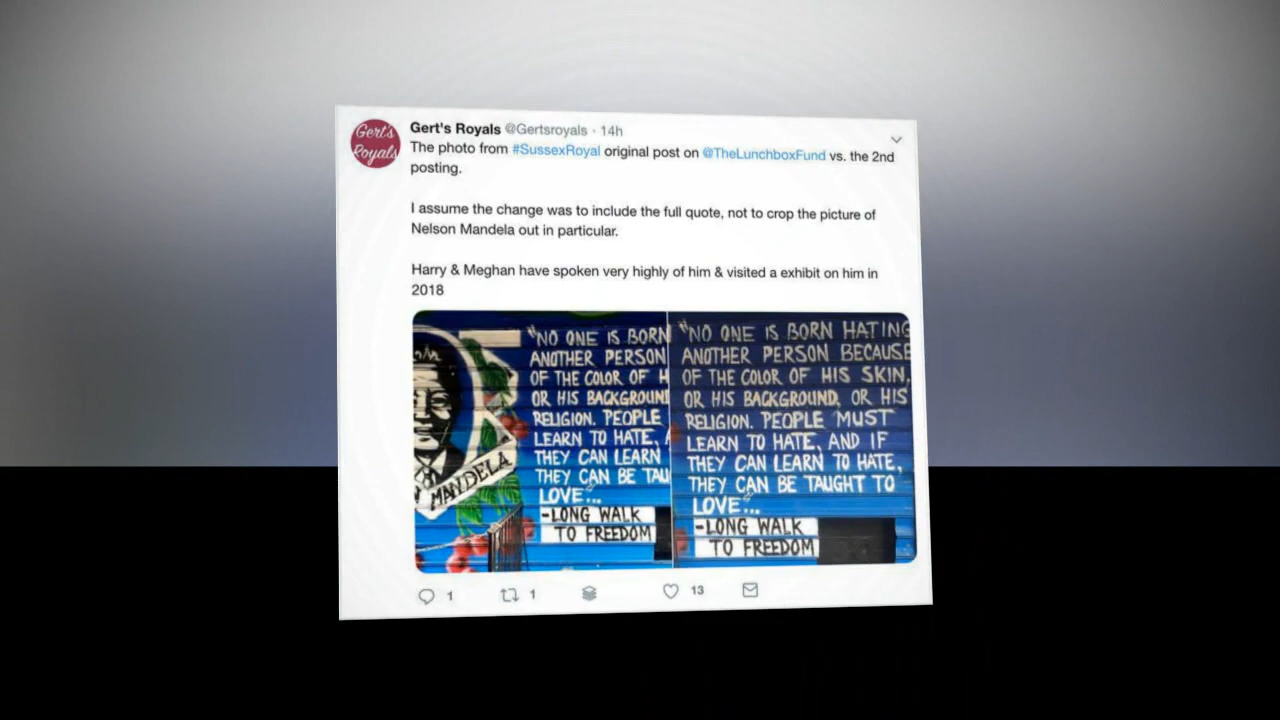 Gert's Royals
Gert's Royals @Gertsroyals · 14h
The photo from #SussexRoyal original post on @TheLunchboxFund vs. the 2nd
posting.
I assume the change was to include the full quote, not to crop the picture of
Nelson Mandela out in particular.
Harry & Meghan have spoken very highly of him & visited a exhibit on him in
2018
MANDELA
"NO ONE IS BORN
ANOTHER PERSON
OF THE COLOR OF H
OR HIS BACKGROUND
RELIGION. PEOPLE
LEARN TO HATE,
THEY CAN LEARN
THEY CAN BE TAU
LOVE...
-LONG WALK
TO FREEDOM
"NO ONE IS BORN HATING
ANOTHER PERSON BECAUSE
OF THE COLOR OF HIS SKIN,
OR HIS BACKGROUND, OR HIS
RELIGION. PEOPLE MUST
LEARN TO HATE, AND IF
THEY CAN LEARN TO HATE,
THEY CAN BE TAUGHT TO
LOVE...
-LONG WALK
TO FREEDOM
1
1
13